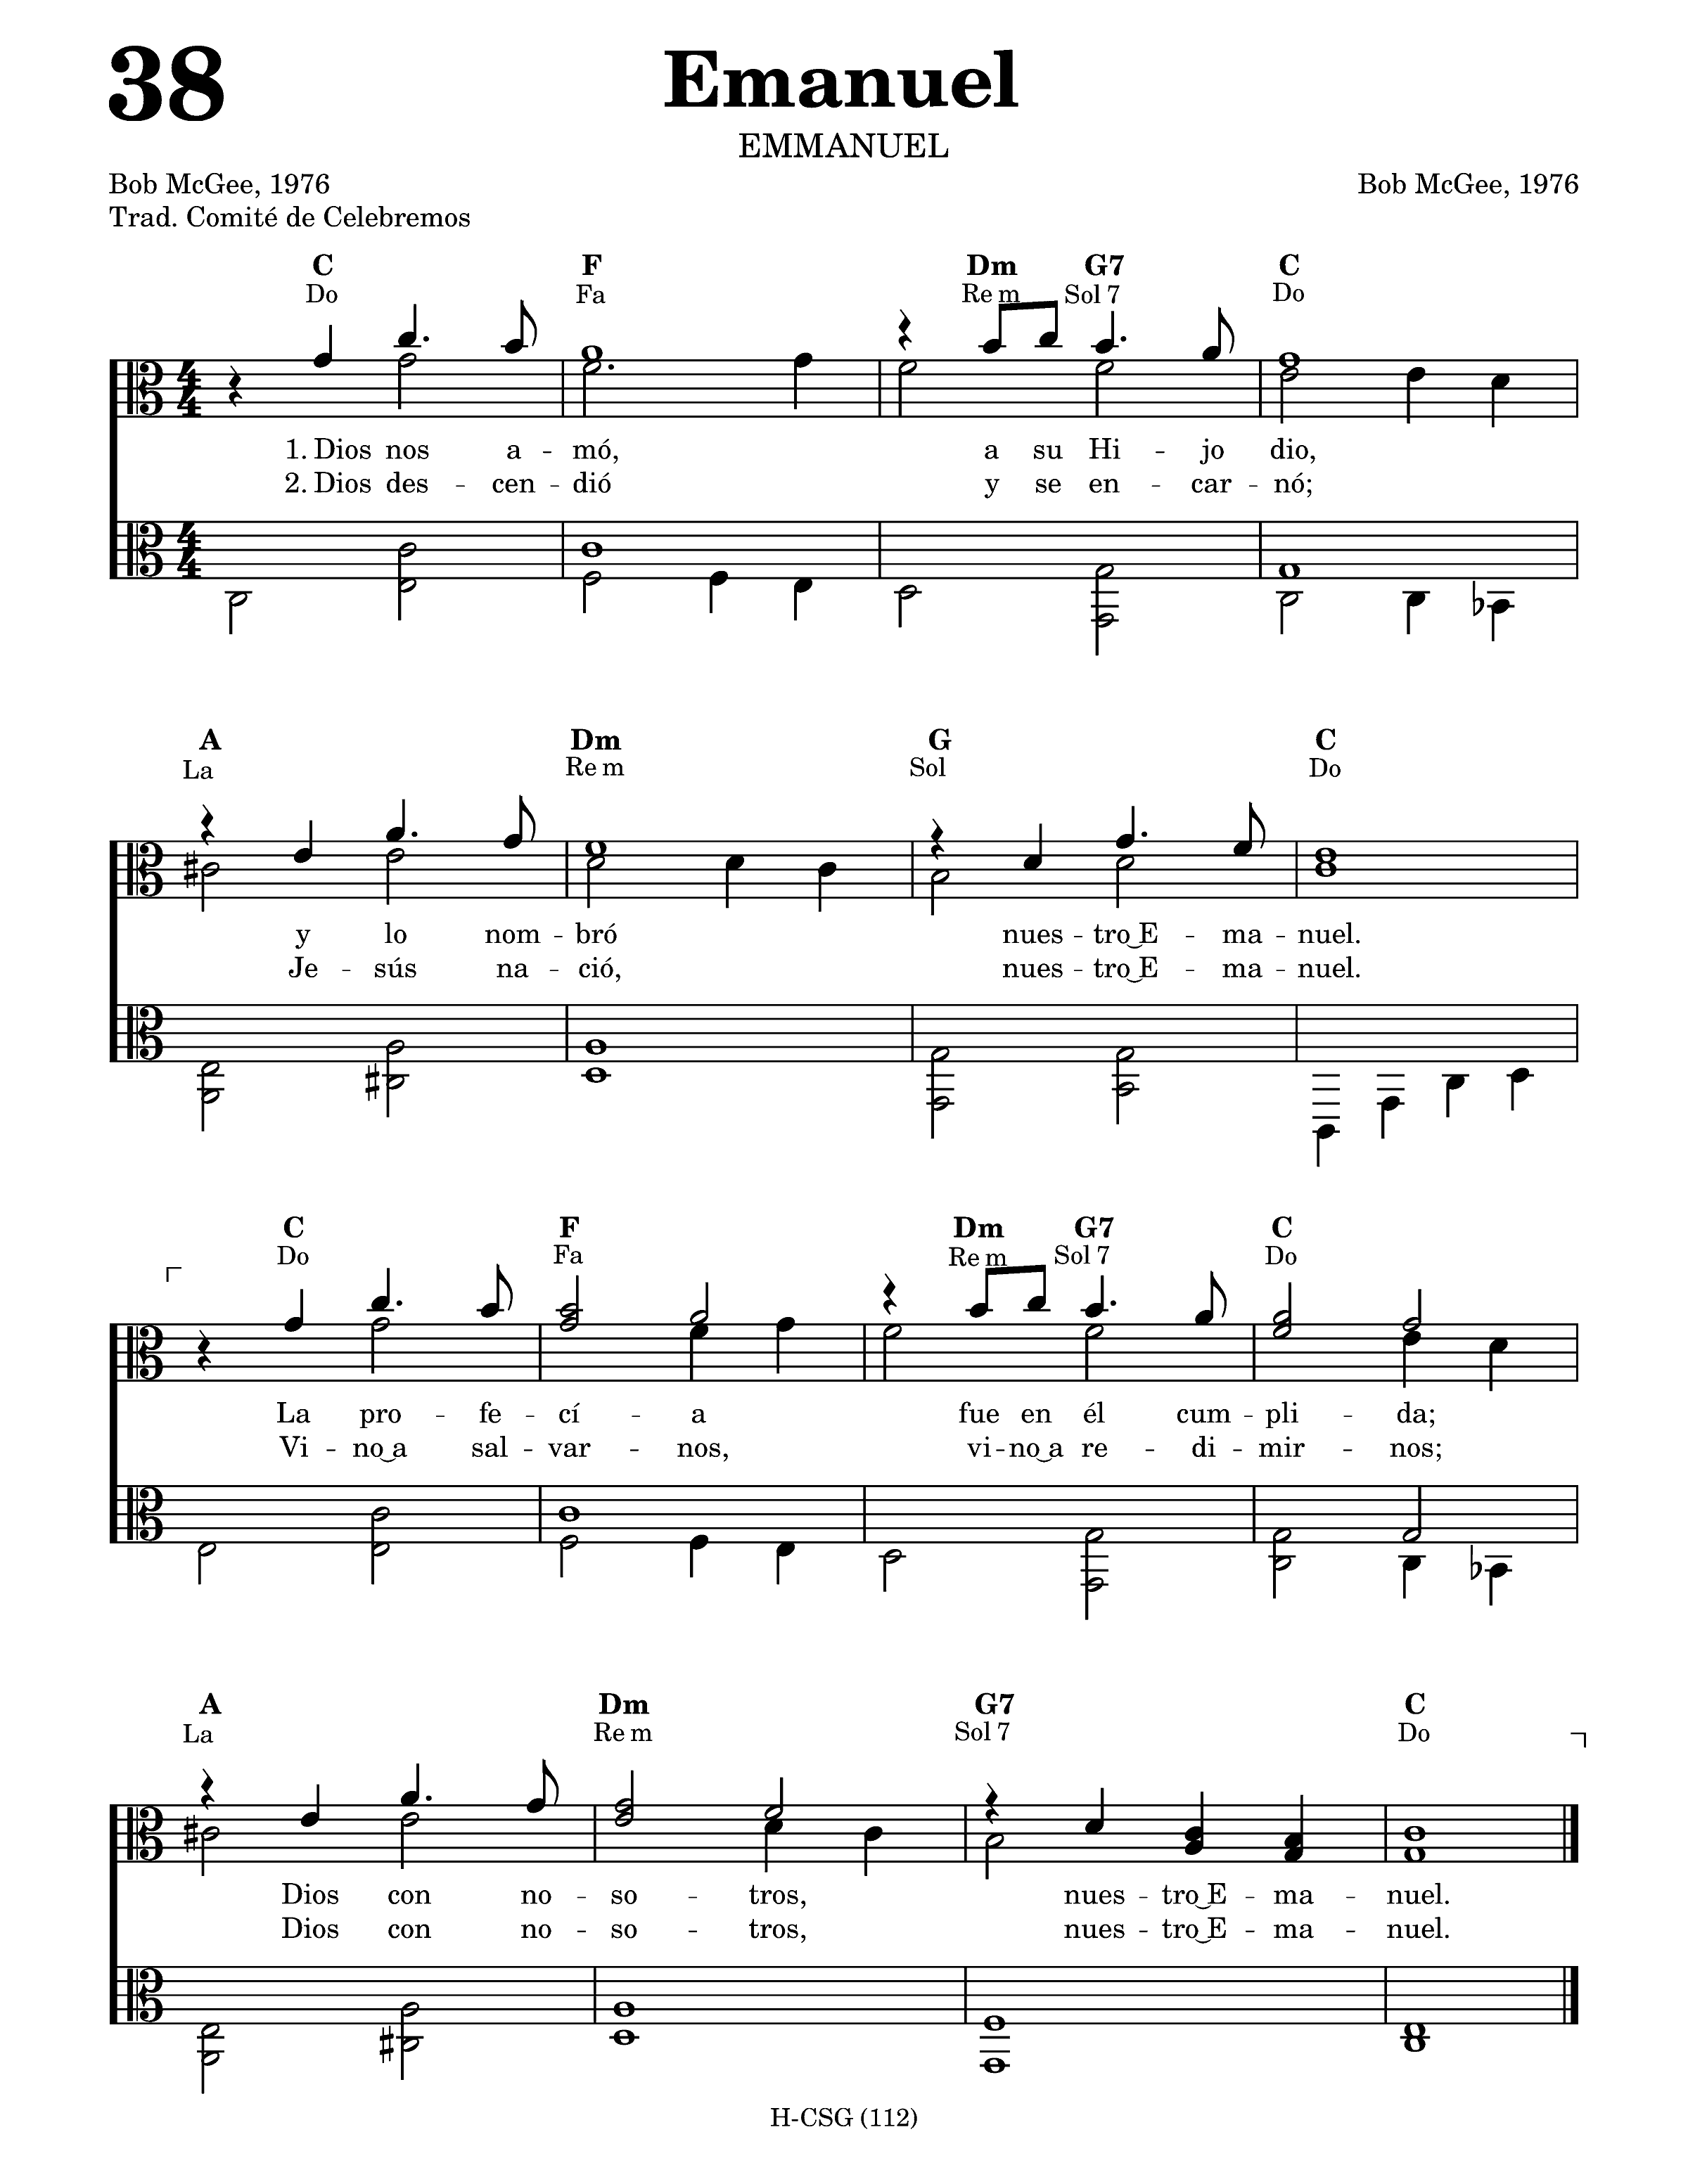 38
Emanuel
EMMANUEL
Bob McGee, 1976
Bob McGee, 1976
Trad. Comité de Celebremos
C F Dm G7 C
Do Fa Re m Sol 7 Do
1. Dios nos a - mó, a su Hi - jo dio,
2. Dios des - cen - dió y se en - car - nó;
A Dm G C
La Re m Sol Do
y lo nom - bró nues - tro‿E - ma - nuel.
Je - sús na - ció, nues - tro‿E - ma - nuel.
C F Dm G7 C
Do Fa Re m Sol 7 Do
La pro - fe - cí - a fue en él cum - pli - da;
Vi - no‿a sal - var - nos, vi - no‿a re - di - mir - nos;
A Dm G7 C
La Re m Sol 7 Do
Dios con no - so - tros, nues - tro‿E - ma - nuel.
Dios con no - so - tros, nues - tro‿E - ma - nuel.
H-CSG (112)